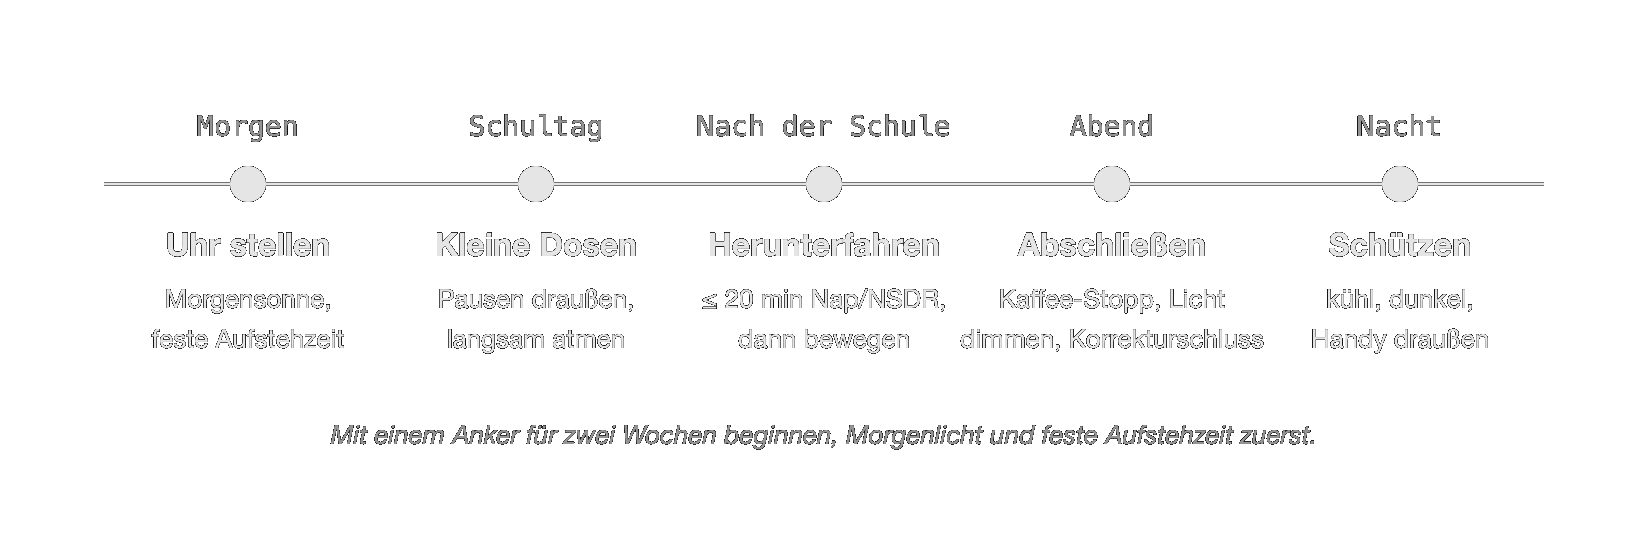 Morgen
Schultag
Nach der Schule
Abend
Nacht
Uhr stellen
Kleine Dosen
Herunterfahren
Abschließen
Schützen
Morgensonne,
feste Aufstehzeit
Pausen draußen,
langsam atmen
≤ 20 min Nap/NSDR,
dann bewegen
Kaffee-Stopp, Licht
dimmen, Korrekturschluss
kühl, dunkel,
Handy draußen
Mit einem Anker für zwei Wochen beginnen, Morgenlicht und feste Aufstehzeit zuerst.